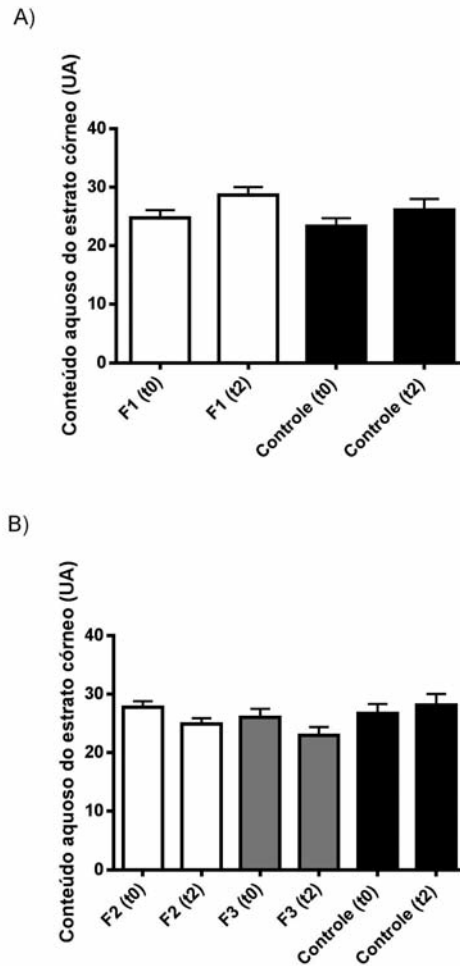 A)
Conteúdo aquoso do estrato córneo (UA)
40
30
20
10
0
F1 (t0)
F1 (t2)
Controle (t0)
Controle (t2)
B)
Conteúdo aquoso do estrato córneo (UA)
40
30
20
10
0
F2 (t0)
F2 (t2)
F3 (t0)
F3 (t2)
Controle (t0)
Controle (t2)